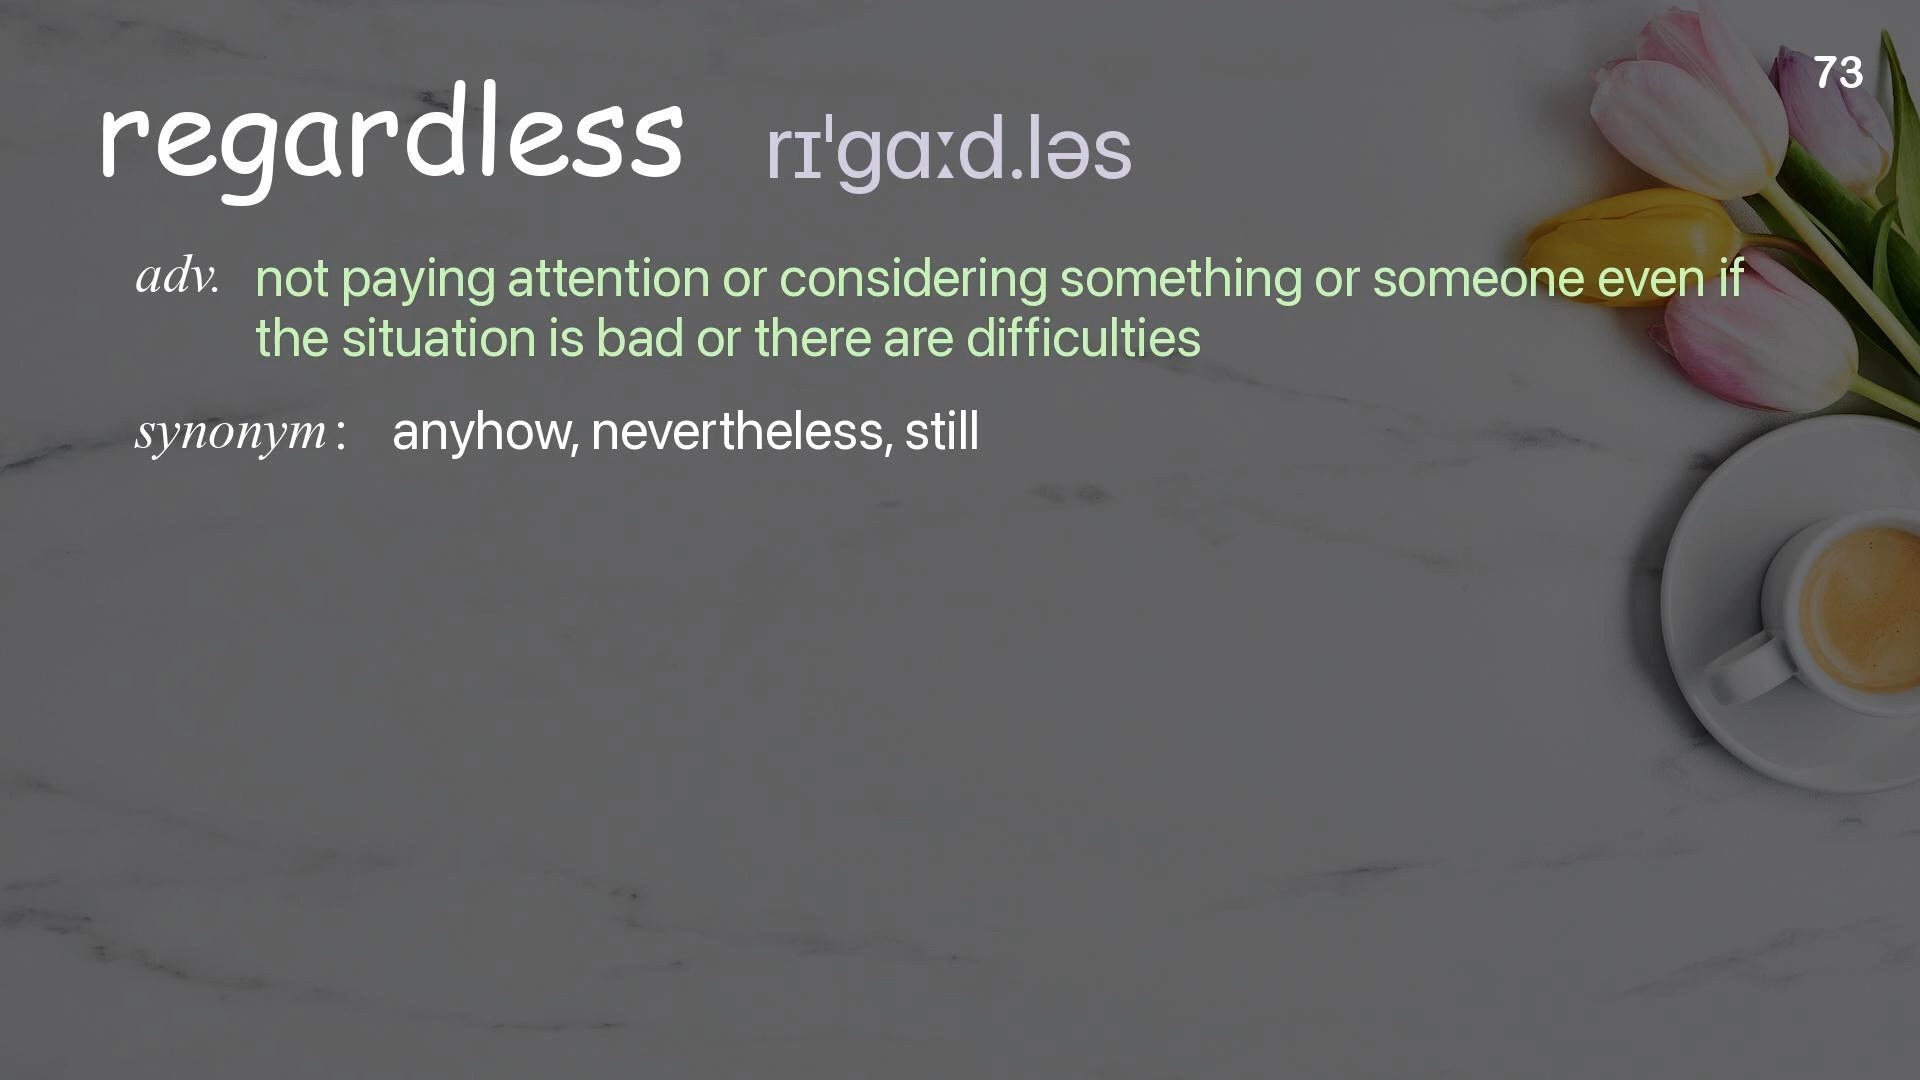 73
regardless rɪˈɡɑːd.ləs
adv. not paying attention or considering something or someone even if
the situation is bad or there are difficulties
synonym: anyhow, nevertheless, still